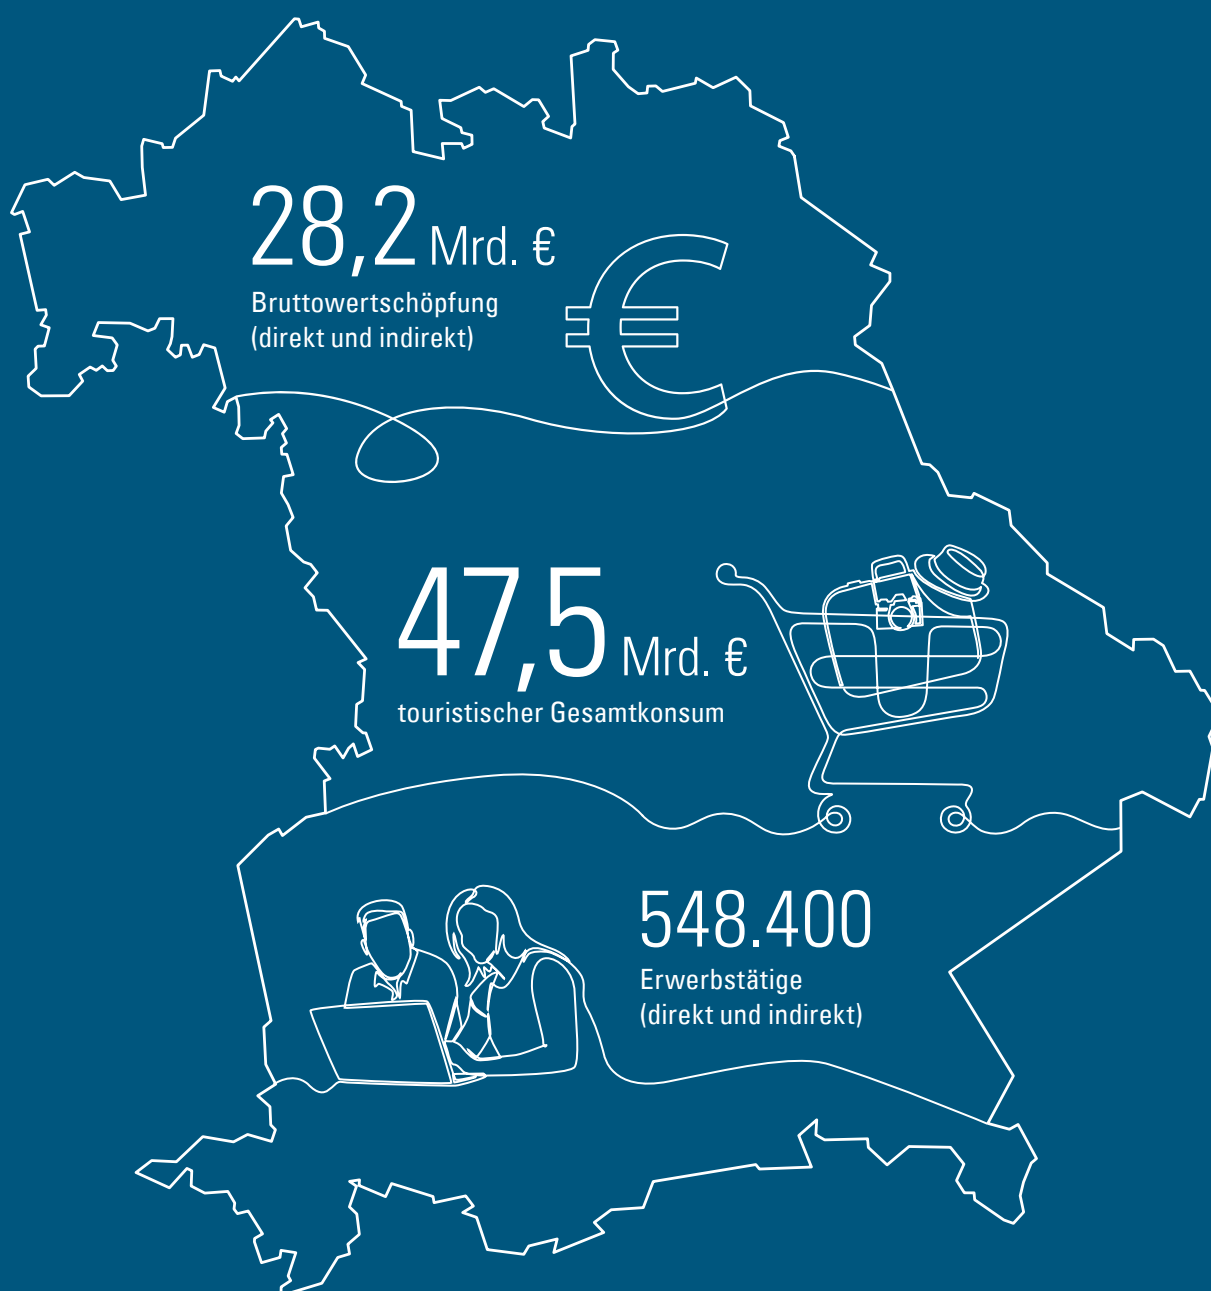 28,2 Mrd. €
Bruttowertschöpfung
(direkt und indirekt)
47,5 Mrd. €
touristischer Gesamtkonsum
548.400
Erwerbstätige
(direkt und indirekt)